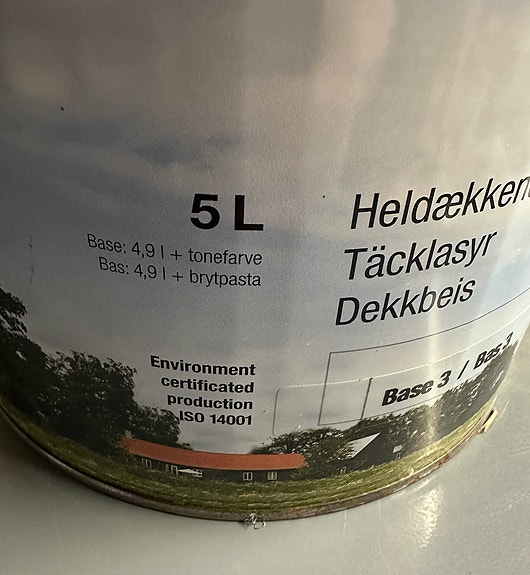 5 L
Base: 4,9 l + tonefarve
Bas: 4,9 l + brytpasta
Heldækken
Täcklasyr
Dekkbeis
Environment
certificated
production
ISO 14001
Base 3 / Bas 3